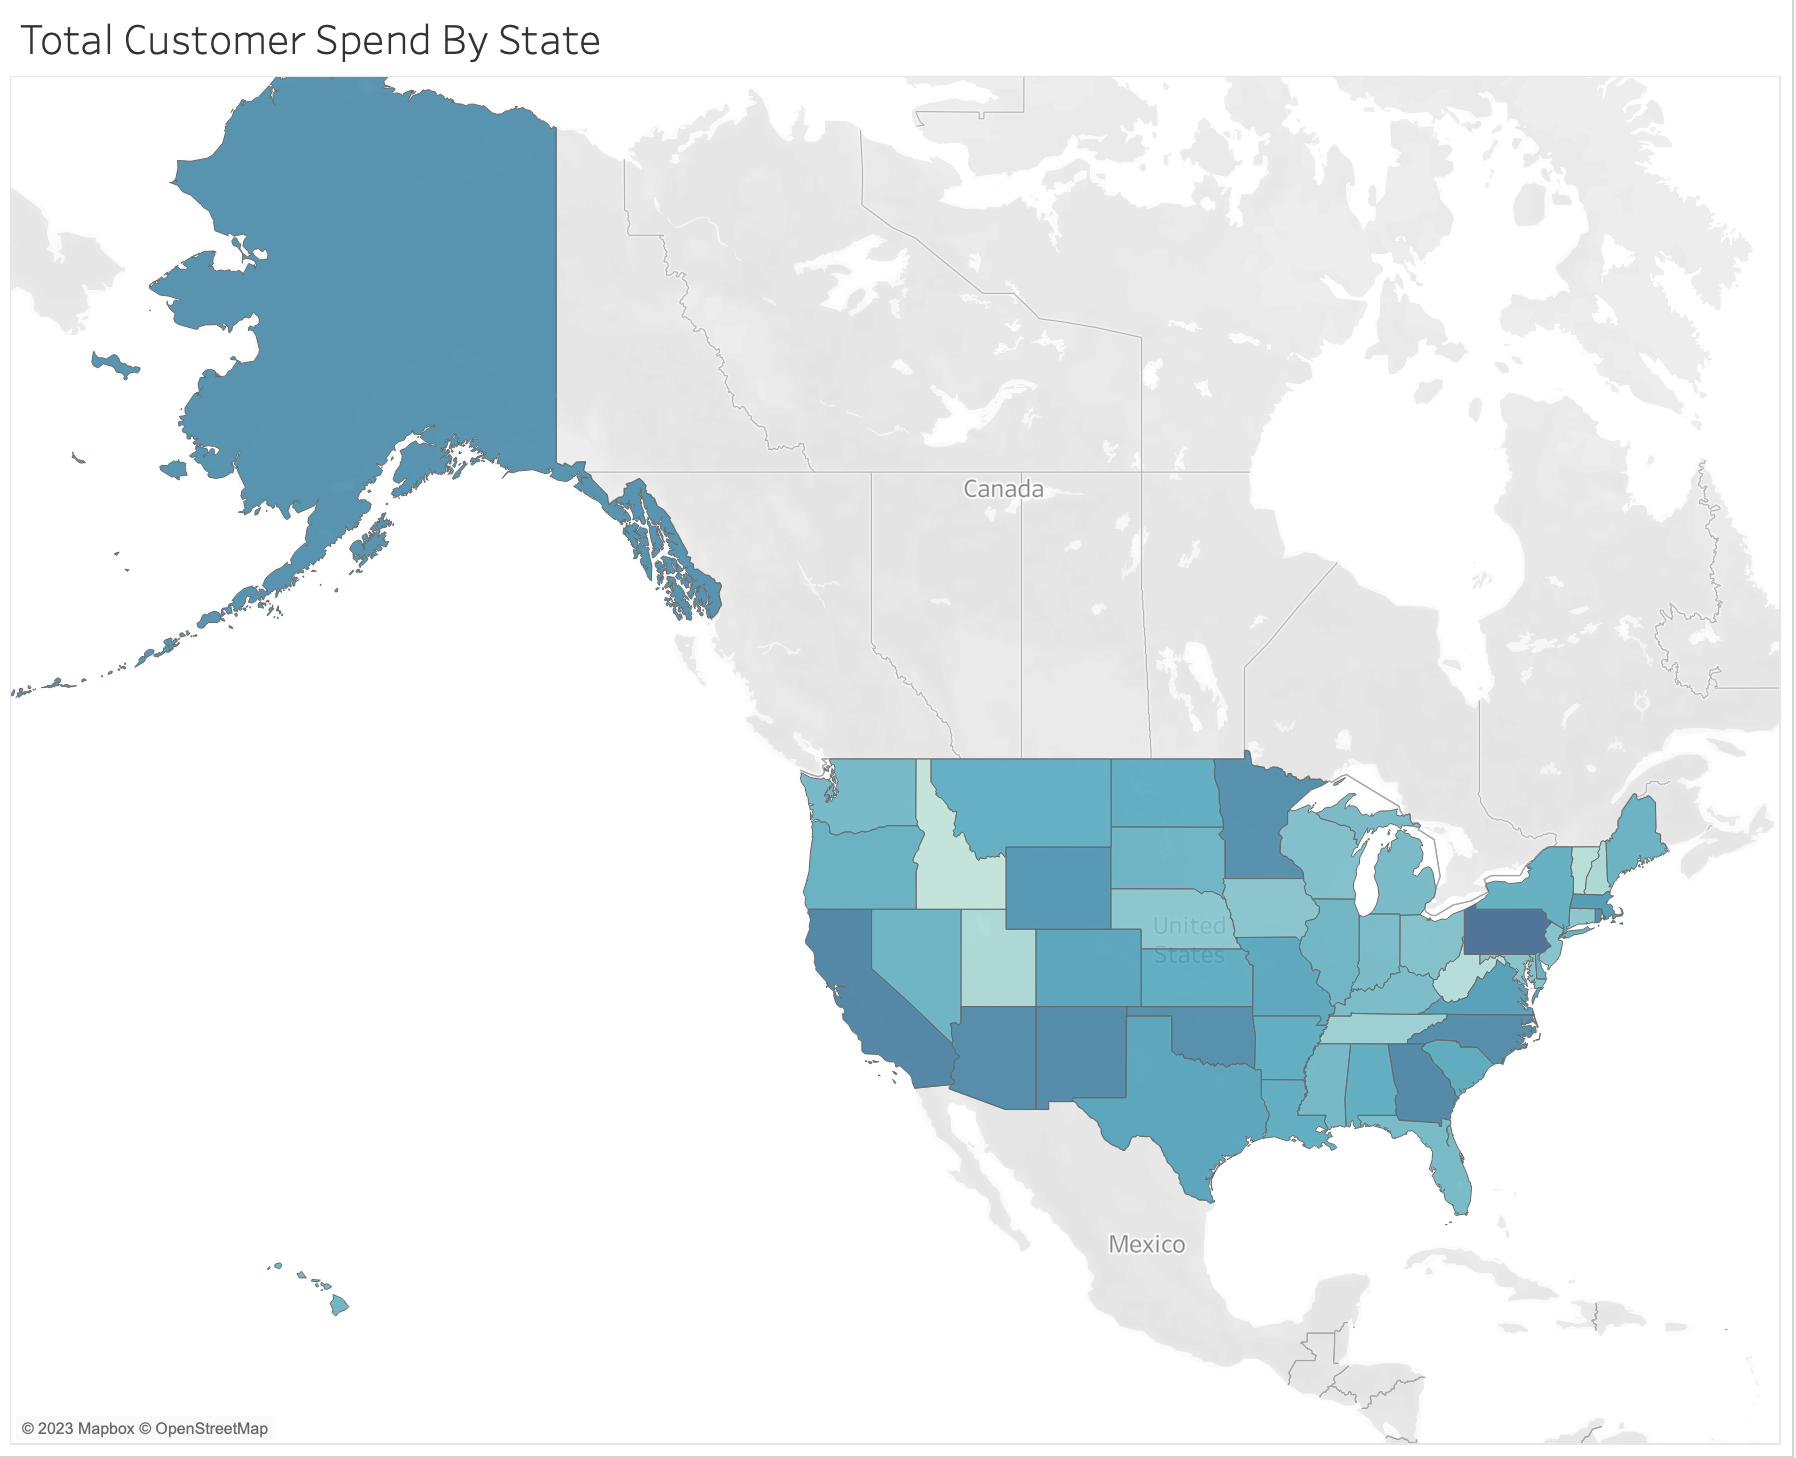 Total Customer Spend By State
Canada
United
States
Mexico
© 2023 Mapbox © OpenStreetMap